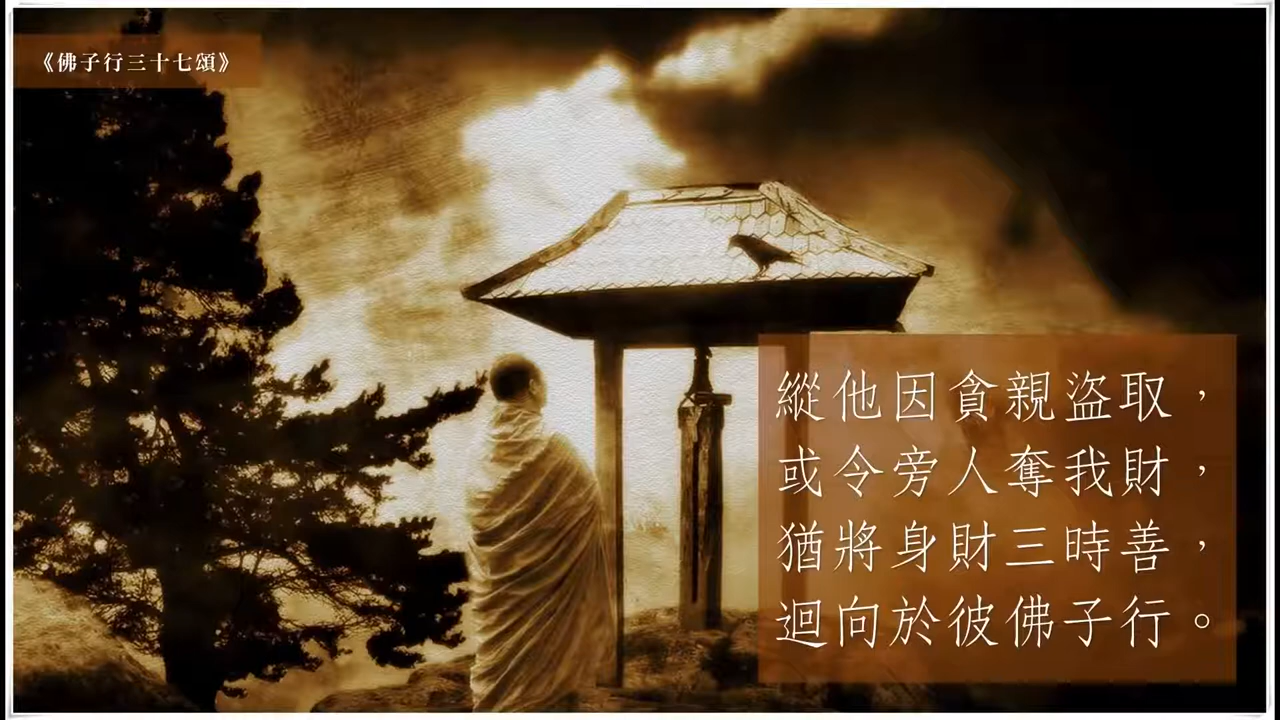 《佛子行三十七頌》
縱他因貪親盜取，
或令旁人奪我財，
猶將身財三時善，
迴向於彼佛子行。